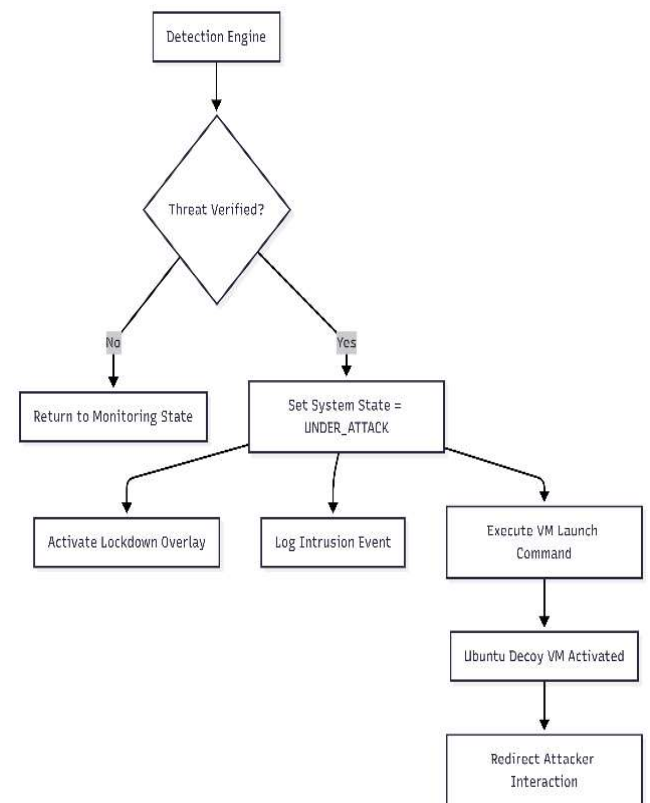 Detection Engine
Threat Verified?
No
Yes
Return to Monitoring State
Set System State =
UNDER_ATTACK
Activate Lockdown Overlay
Log Intrusion Event
Execute VM Launch
Command
Ubuntu Decoy VM Activated
Redirect Attacker
Interaction